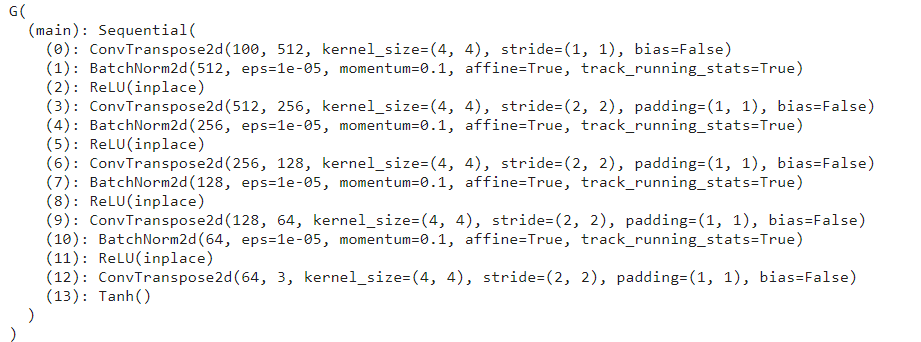 G(
  (main): Sequential(
    (0): ConvTranspose2d(100, 512, kernel_size=(4, 4), stride=(1, 1), bias=False)
    (1): BatchNorm2d(512, eps=1e-05, momentum=0.1, affine=True, track_running_stats=True)
    (2): ReLU(inplace)
    (3): ConvTranspose2d(512, 256, kernel_size=(4, 4), stride=(2, 2), padding=(1, 1), bias=False)
    (4): BatchNorm2d(256, eps=1e-05, momentum=0.1, affine=True, track_running_stats=True)
    (5): ReLU(inplace)
    (6): ConvTranspose2d(256, 128, kernel_size=(4, 4), stride=(2, 2), padding=(1, 1), bias=False)
    (7): BatchNorm2d(128, eps=1e-05, momentum=0.1, affine=True, track_running_stats=True)
    (8): ReLU(inplace)
    (9): ConvTranspose2d(128, 64, kernel_size=(4, 4), stride=(2, 2), padding=(1, 1), bias=False)
    (10): BatchNorm2d(64, eps=1e-05, momentum=0.1, affine=True, track_running_stats=True)
    (11): ReLU(inplace)
    (12): ConvTranspose2d(64, 3, kernel_size=(4, 4), stride=(2, 2), padding=(1, 1), bias=False)
    (13): Tanh()
  )
)